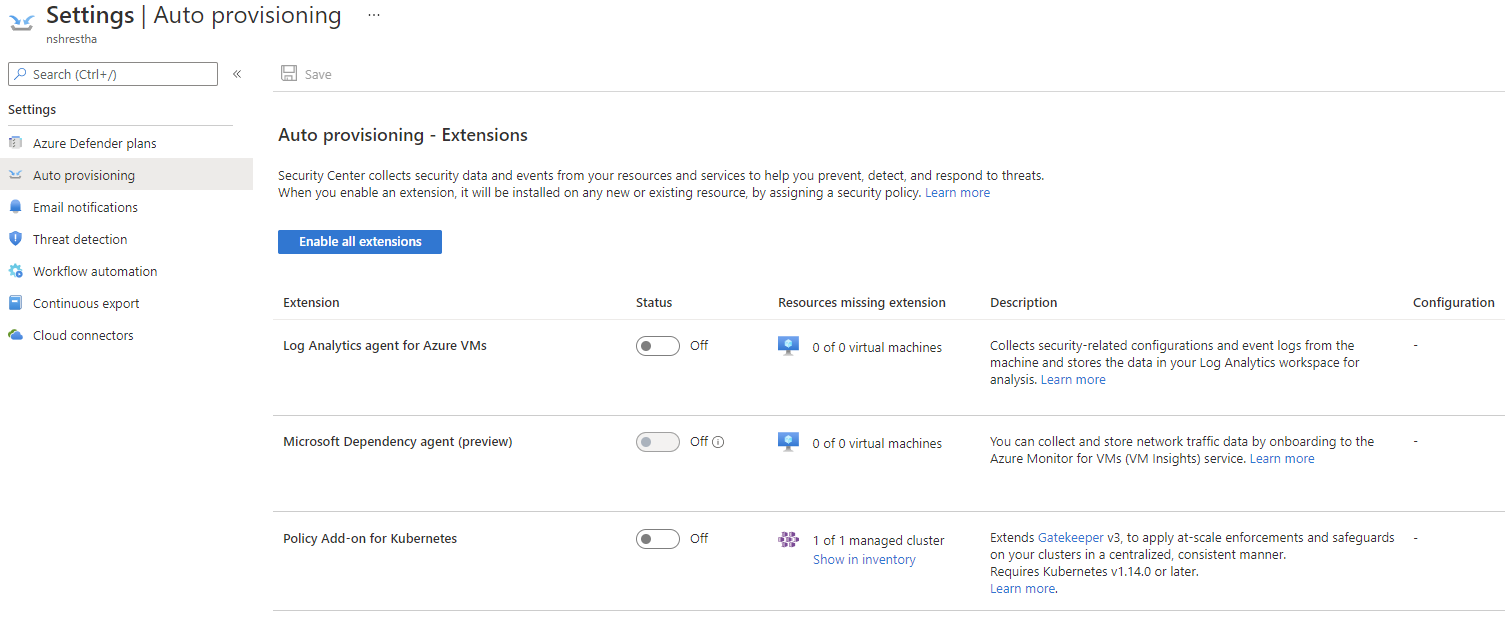 Settings | Auto provisioning ...
nshrestha
Search (Ctrl+/)
«
Save
Settings
Azure Defender plans
Auto provisioning
Email notifications
Threat detection
Workflow automation
Continuous export
Cloud connectors
Auto provisioning - Extensions
Security Center collects security data and events from your resources and services to help you prevent, detect, and respond to threats.
When you enable an extension, it will be installed on any new or existing resource, by assigning a security policy. Learn more
Enable all extensions
Extension Status Resources missing extension Description Configuration
Log Analytics agent for Azure VMs Off 0 of 0 virtual machines Collects security-related configurations and event logs from the -
machine and stores the data in your Log Analytics workspace for
analysis. Learn more
Microsoft Dependency agent (preview) Off 0 of 0 virtual machines You can collect and store network traffic data by onboarding to the -
Azure Monitor for VMs (VM Insights) service. Learn more
Policy Add-on for Kubernetes Off 1 of 1 managed cluster Extends Gatekeeper v3, to apply at-scale enforcements and safeguards -
Show in inventory on your clusters in a centralized, consistent manner.
Requires Kubernetes v1.14.0 or later.
Learn more.